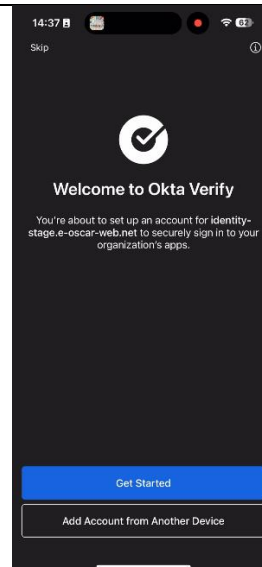 14:37
62
Skip
Welcome to Okta Verify
You're about to set up an account for identity-
stage.e-oscar-web.net to securely sign in to your
organization's apps.
Get Started
Add Account from Another Device